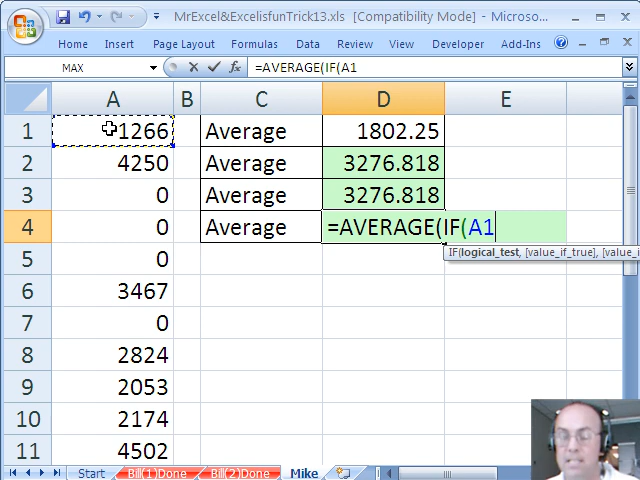 MrExcel&ExcelisfunTrick13.xls [Compatibility Mode] - Microso...
Home Insert Page Layout Formulas Data Review View Developer Add-Ins
MAX fx =AVERAGE(IF(A1
A B C D E
1 1266 Average 1802.25
2 4250 Average 3276.818
3 0 Average 3276.818
4 0 Average =AVERAGE(IF(A1
IF(logical_test, [value_if_true], [value_i
5 0
6 3467
7 0
8 2824
9 2053
10 2174
11 4502
Start Bill(1)Done Bill(2)Done Mike